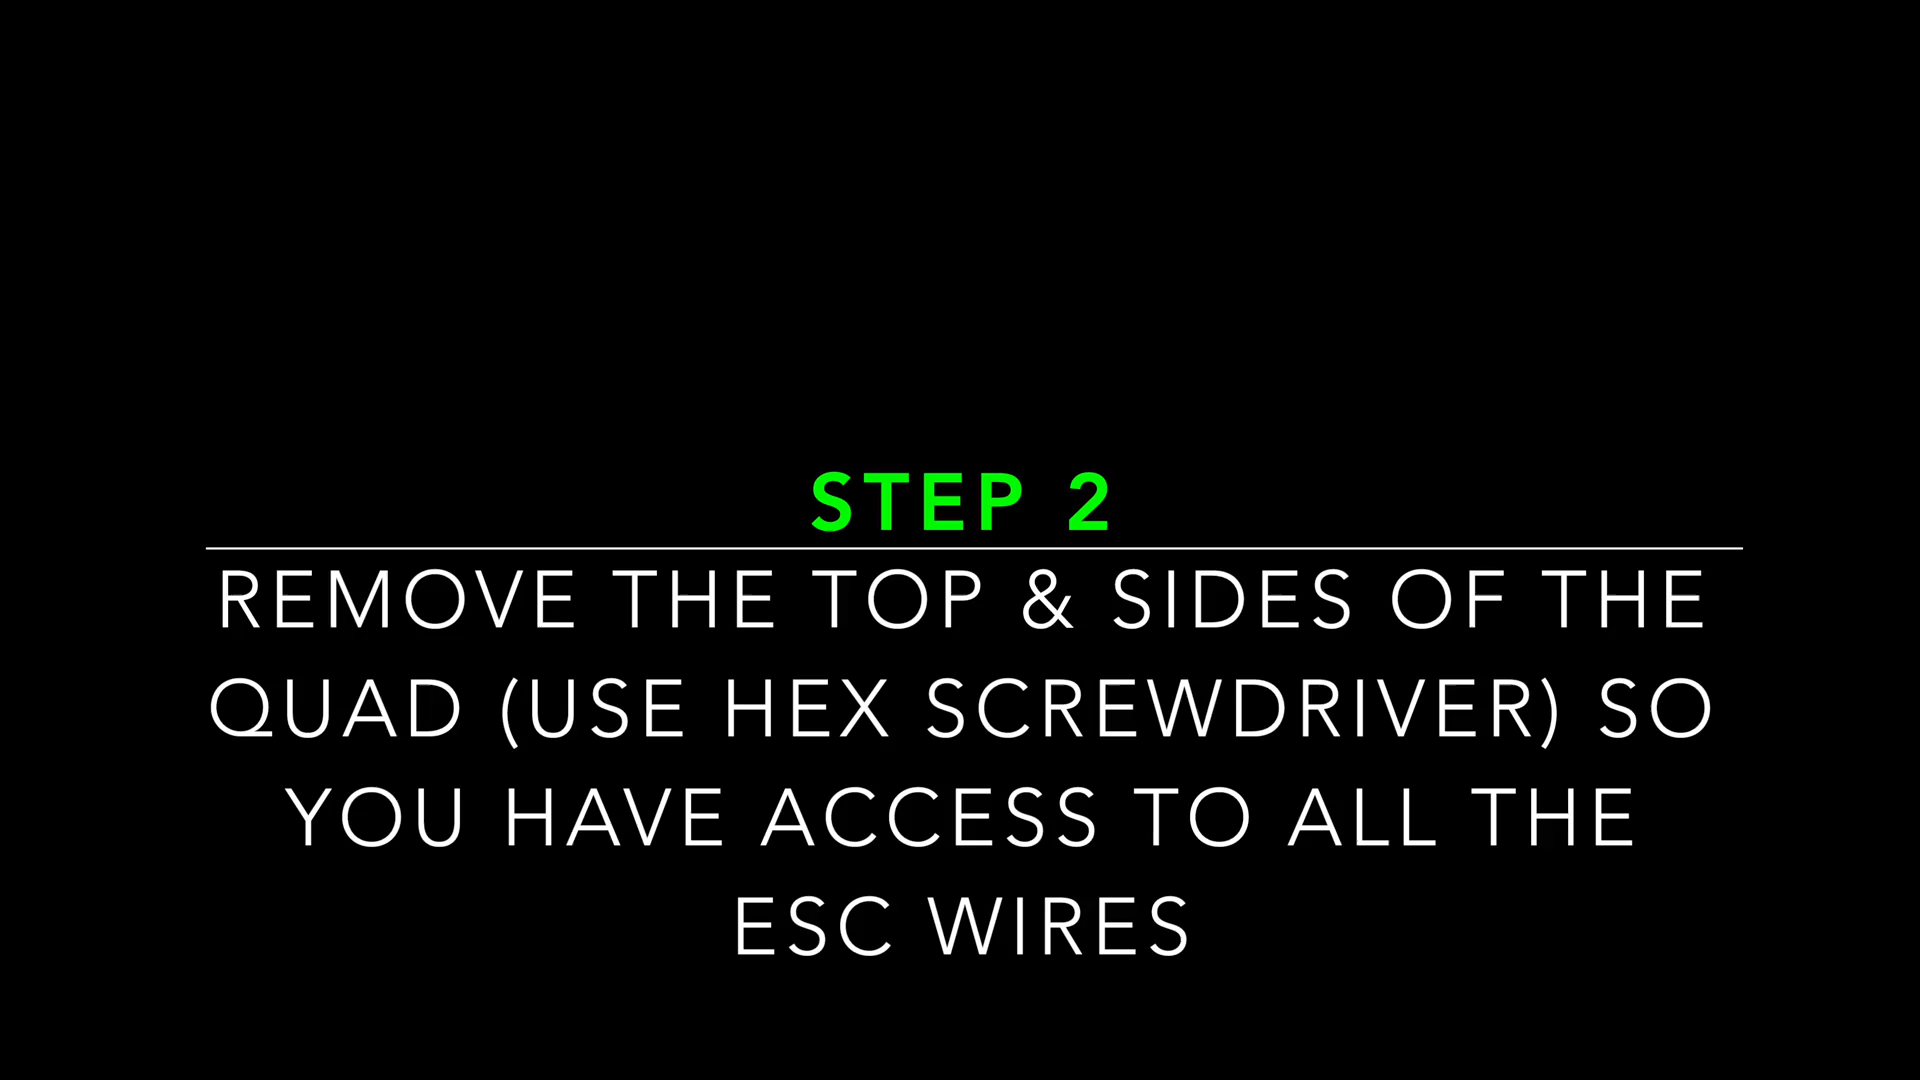 STEP 2
REMOVE THE TOP & SIDES OF THE
QUAD (USE HEX SCREWDRIVER) SO
YOU HAVE ACCESS TO ALL THE
ESC WIRES